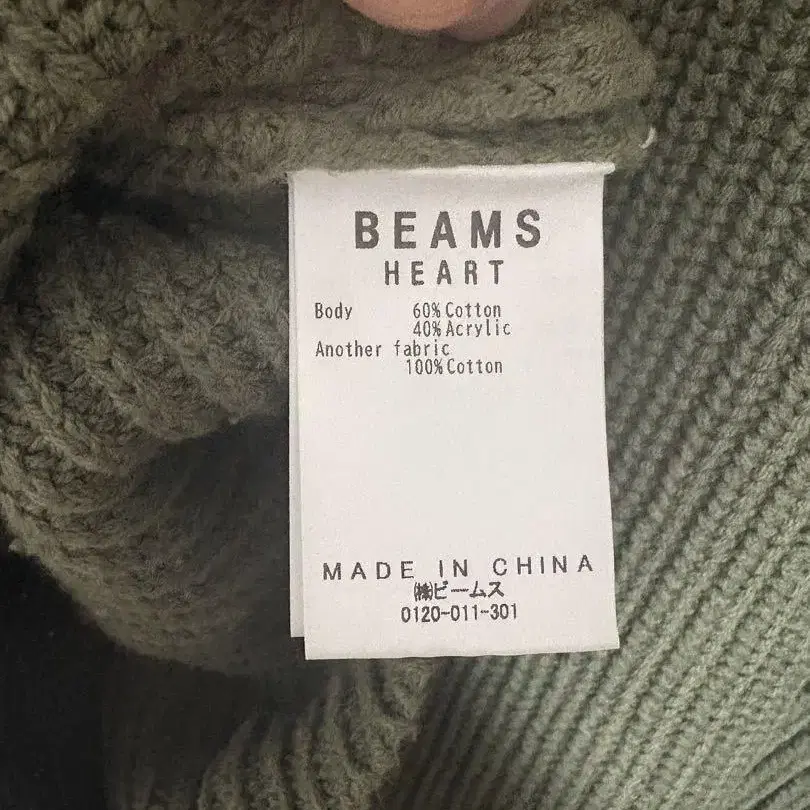 BEAMS
HEART
Body 60% Cotton
40% Acrylic
Another fabric
100% Cotton
MADE IN CHINA
㈱ビームス
0120-011-301